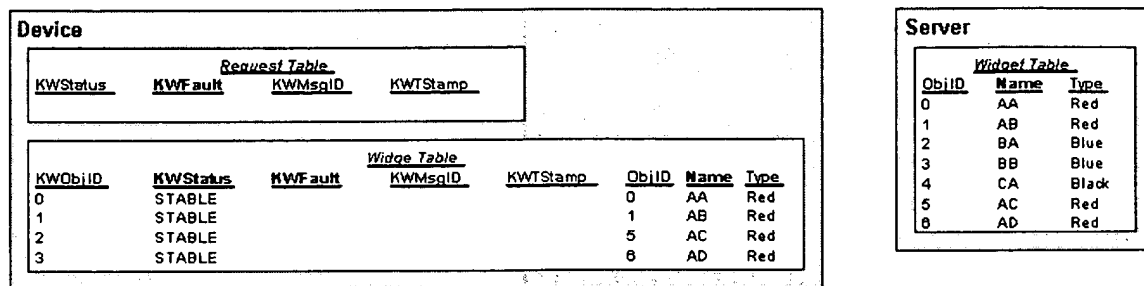 Device
Request Table
KWStatus KWFault KWMsgID KWTStamp
Widge Table
KWObjID KWStatus KWFault KWMsgID KWTStamp ObjID Name Type
0 STABLE 0 AA Red
1 STABLE 1 AB Red
2 STABLE 5 AC Red
3 STABLE 6 AD Red
Server
Widget Table
ObjID Name Type
0 AA Red
1 AB Red
2 BA Blue
3 BB Blue
4 CA Black
5 AC Red
6 AD Red